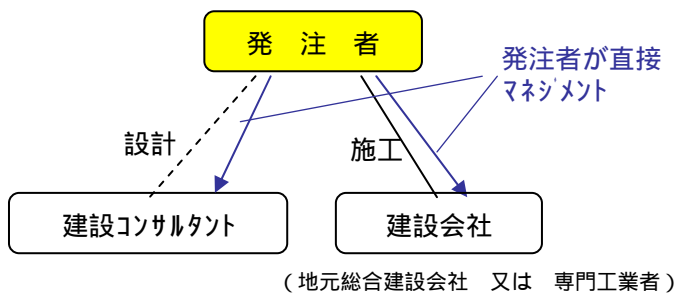 発　注　者
発注者が直接
ﾏﾈｼﾞﾒﾝﾄ
設計
施工
建設ｺﾝｻﾙﾀﾝﾄ
建設会社
(地元総合建設会社　又は　専門工業者)